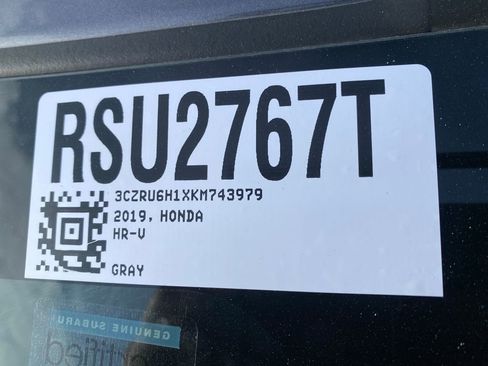 RSU2767T
3CZRU6H1XKM743979
2019, HONDA
HR-V
GRAY
GENUINE SUBARU